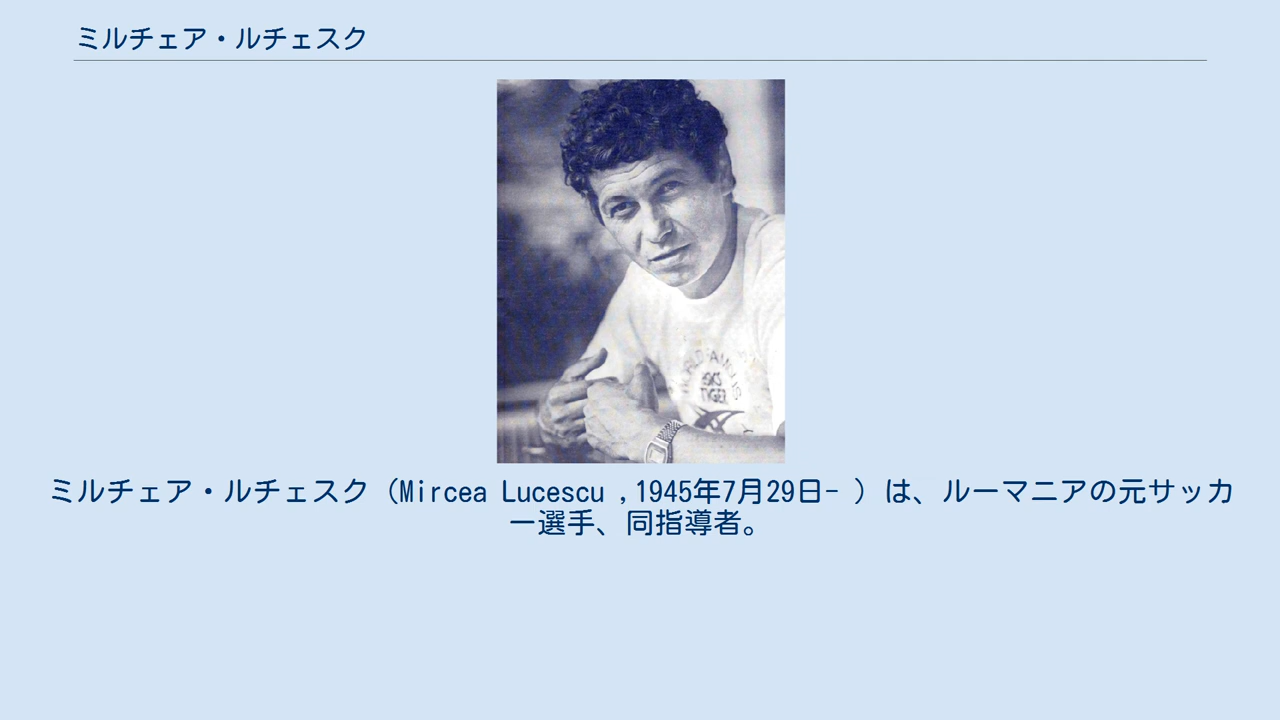 ミルチェア・ルチェスク
TIGER
ミルチェア・ルチェスク（Mircea Lucescu ,1945年7月29日- ）は、ルーマニアの元サッカ
ー選手、同指導者。